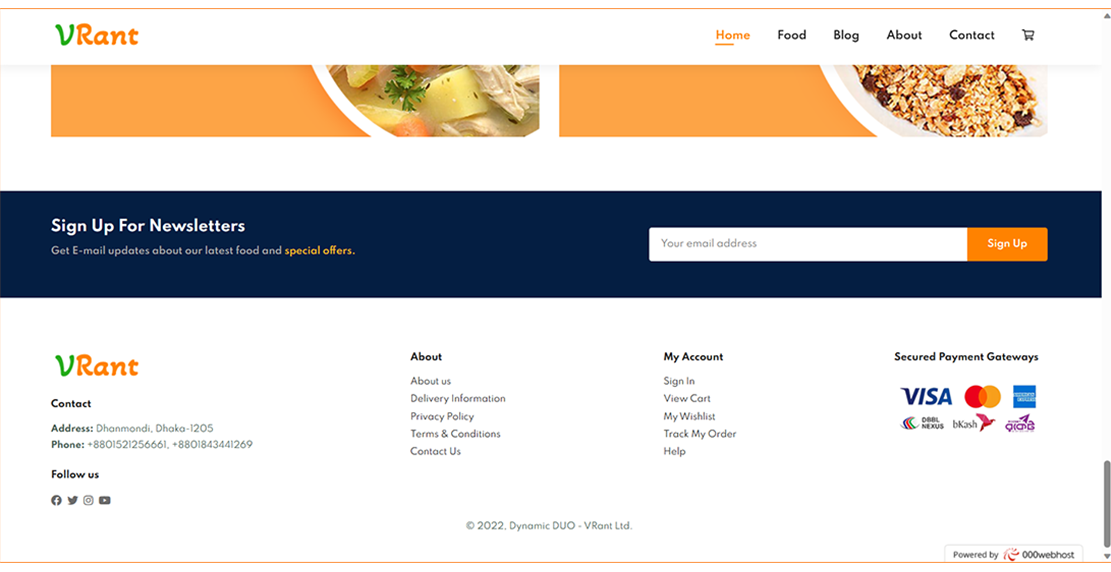 VRant
Home Food Blog About Contact
Sign Up For Newsletters
Get E-mail updates about our latest food and special offers.
Your email address
Sign Up
VRant
Contact
Address: Dhanmondi, Dhaka-1205
Phone: +8801521256661, +8801843441269
Follow us
About
About us
Delivery Information
Privacy Policy
Terms & Conditions
Contact Us
My Account
Sign In
View Cart
My Wishlist
Track My Order
Help
Secured Payment Gateways
VISA
AMERICAN EXPRESS
DBBL NEXUS bKash
© 2022, Dynamic DUO - VRant Ltd.
Powered by 000webhost